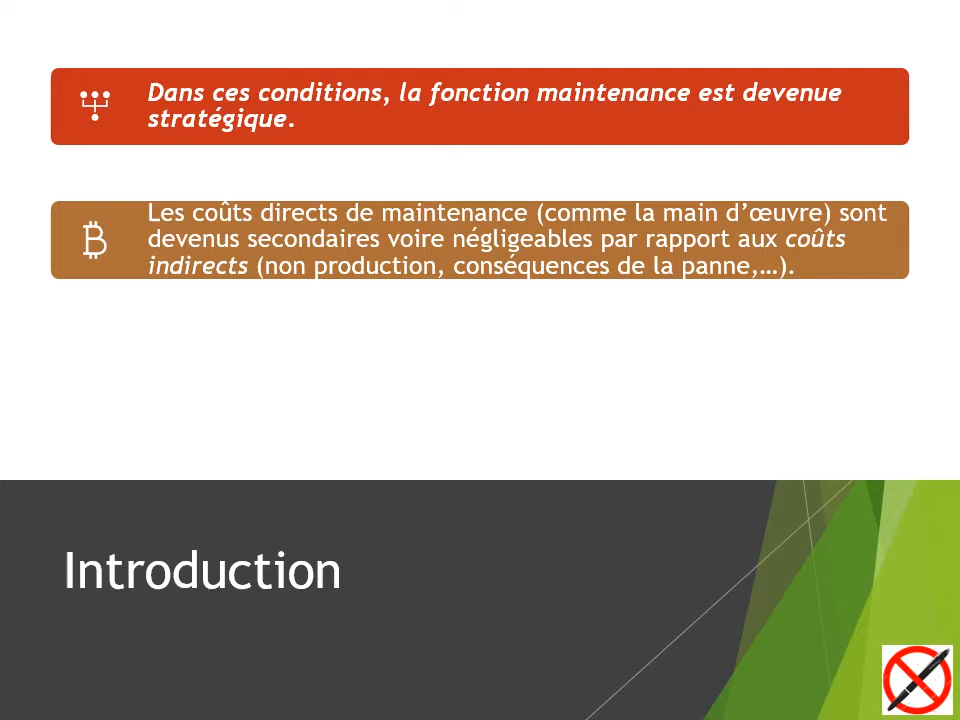 Dans ces conditions, la fonction maintenance est devenue
stratégique.
Les coûts directs de maintenance (comme la main d’œuvre) sont
devenus secondaires voire négligeables par rapport aux coûts
indirects (non production, conséquences de la panne,…).
Introduction